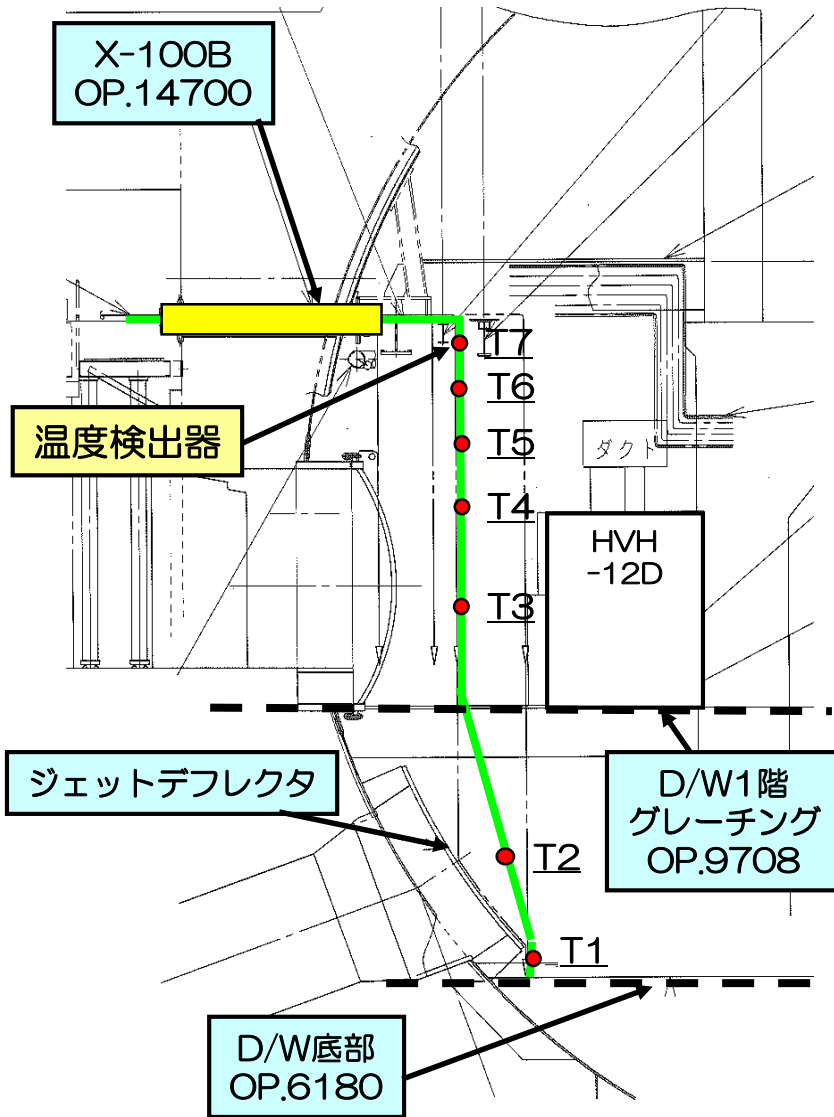 X-100B
OP.14700
T7
T6
温度検出器
T5
ダクト
T4
HVH
-12D
T3
ジェットデフレクタ
D/W1階
グレーチング
OP.9708
T2
T1
D/W底部
OP.6180